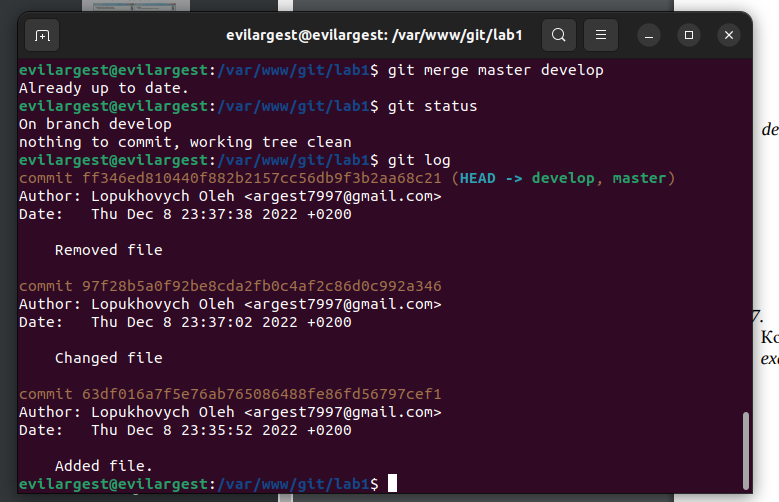 evilargest@evilargest: /var/www/git/lab1
evilargest@evilargest:/var/www/git/lab1$ git merge master develop
Already up to date.
evilargest@evilargest:/var/www/git/lab1$ git status
On branch develop
nothing to commit, working tree clean
evilargest@evilargest:/var/www/git/lab1$ git log
commit ff346ed810440f882b2157cc56db9f3b2aa68c21 (HEAD -> develop, master)
Author: Lopukhovych Oleh <argest7997@gmail.com>
Date:   Thu Dec 8 23:37:38 2022 +0200
    Removed file
commit 97f28b5a0f92be8cda2fb0c4af2c86d0c992a346
Author: Lopukhovych Oleh <argest7997@gmail.com>
Date:   Thu Dec 8 23:37:02 2022 +0200
    Changed file
commit 63df016a7f5e76ab765086488fe86fd56797cef1
Author: Lopukhovych Oleh <argest7997@gmail.com>
Date:   Thu Dec 8 23:35:52 2022 +0200
    Added file.
evilargest@evilargest:/var/www/git/lab1$
de
7.